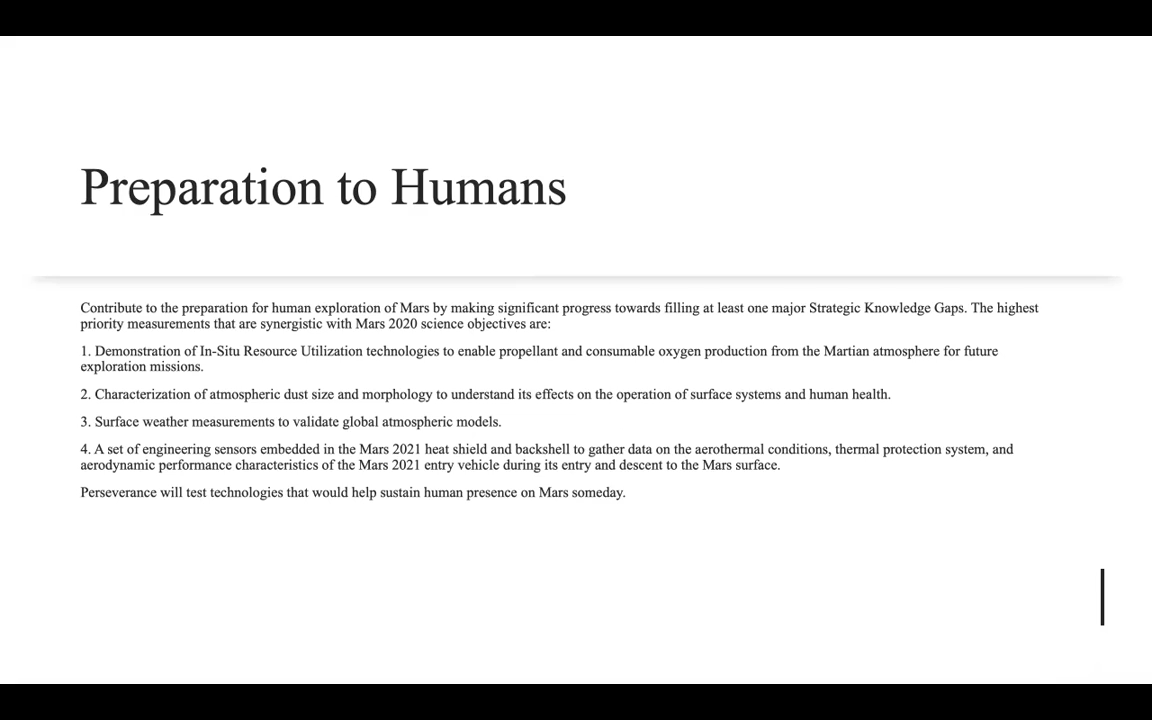 Preparation to Humans
Contribute to the preparation for human exploration of Mars by making significant progress towards filling at least one major Strategic Knowledge Gaps. The highest
priority measurements that are synergistic with Mars 2020 science objectives are:
1. Demonstration of In-Situ Resource Utilization technologies to enable propellant and consumable oxygen production from the Martian atmosphere for future
exploration missions.
2. Characterization of atmospheric dust size and morphology to understand its effects on the operation of surface systems and human health.
3. Surface weather measurements to validate global atmospheric models.
4. A set of engineering sensors embedded in the Mars 2021 heat shield and backshell to gather data on the aerothermal conditions, thermal protection system, and
aerodynamic performance characteristics of the Mars 2021 entry vehicle during its entry and descent to the Mars surface.
Perseverance will test technologies that would help sustain human presence on Mars someday.